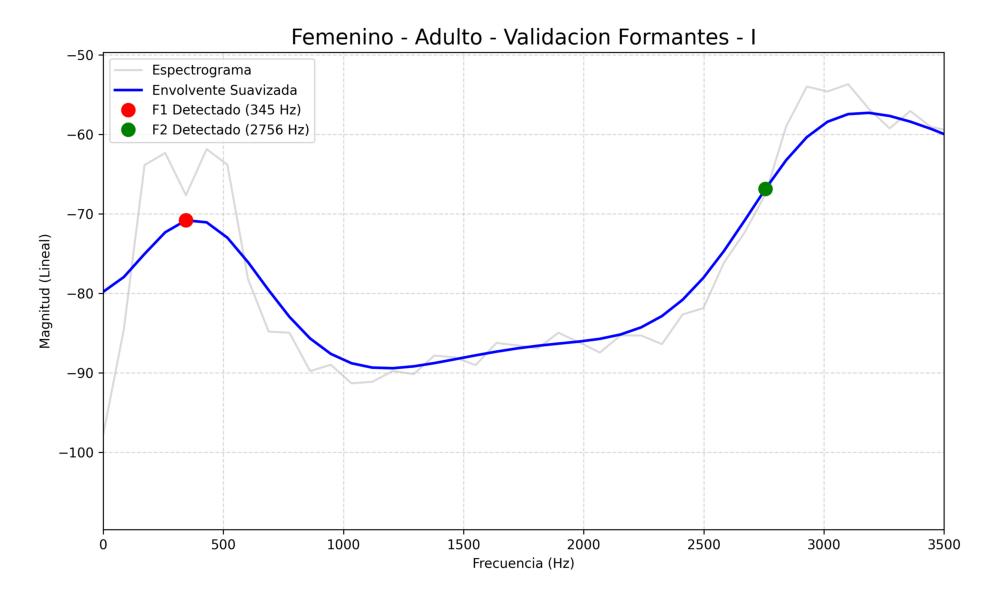 Femenino - Adulto - Validacion Formantes - I
Espectrograma
Envolvente Suavizada
F1 Detectado (345 Hz)
F2 Detectado (2756 Hz)
Magnitud (Lineal)
−50
−60
−70
−80
−90
−100
0 500 1000 1500 2000 2500 3000 3500
Frecuencia (Hz)